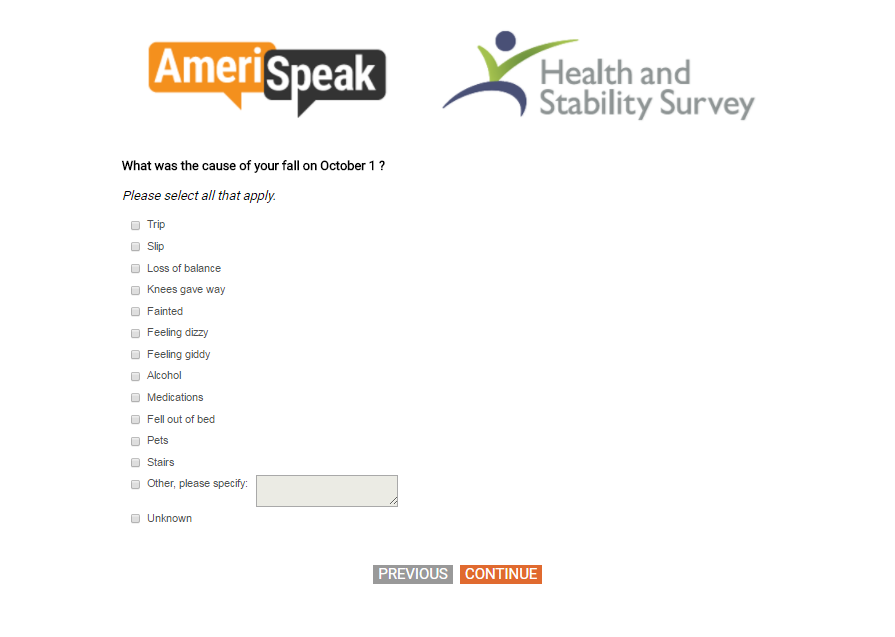 AmeriSpeak
Health and
Stability Survey
What was the cause of your fall on October 1 ?
Please select all that apply.
Trip
Slip
Loss of balance
Knees gave way
Fainted
Feeling dizzy
Feeling giddy
Alcohol
Medications
Fell out of bed
Pets
Stairs
Other, please specify:
Unknown
PREVIOUS CONTINUE